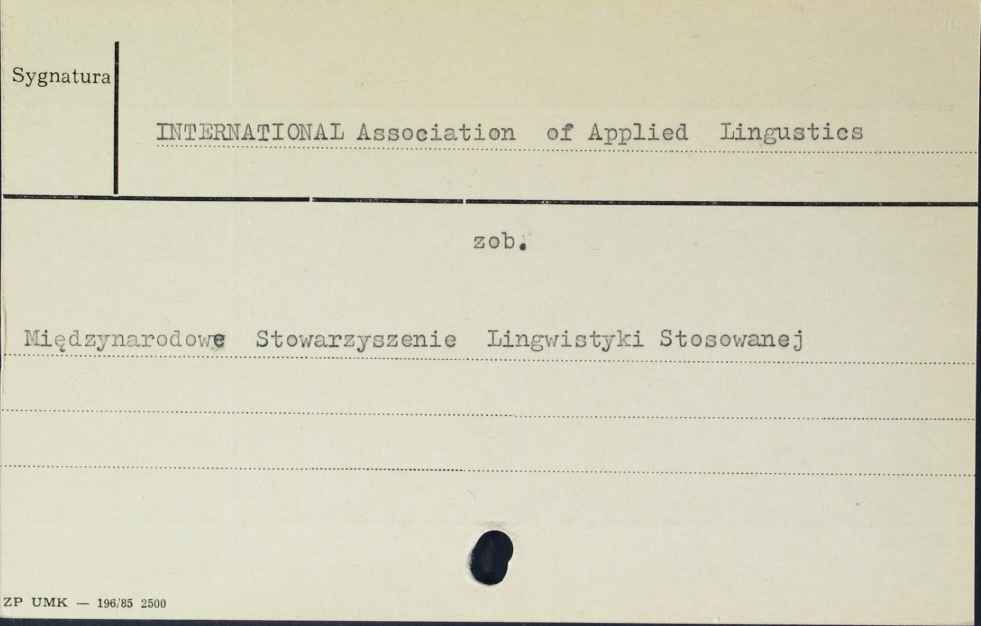 Sygnatura
INTERNATIONAL Association of Applied Lingustics
zob.
Międzynarodowe Stowarzyszenie Lingwistyki Stosowanej
ZP UMK — 196/85 2500